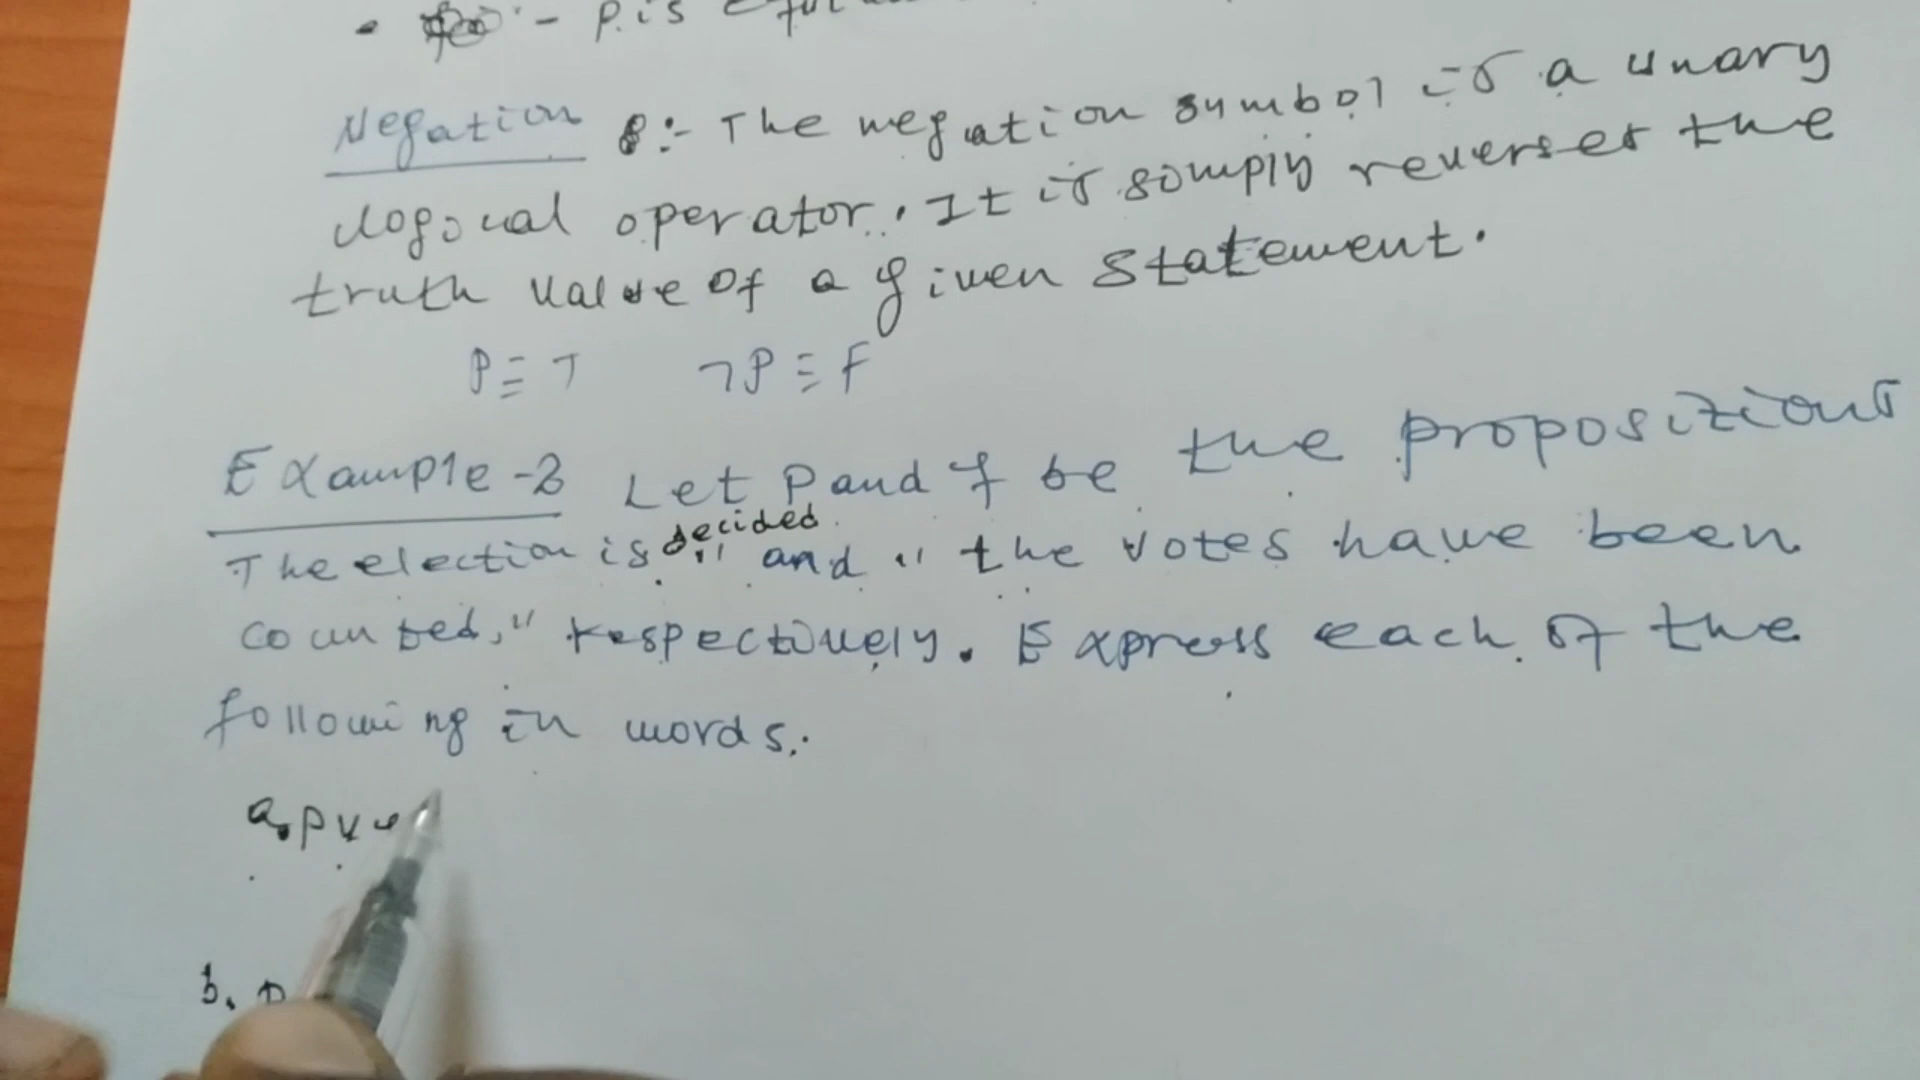 - P is
Negation :- The negation symbol is a unary
logical operator. It is simply reverses the
truth value of a given statement.
P ≡ T ¬P ≡ F
Example-2 Let P and q be the propositions
The election is decided" and "the votes have been
counted," respectively. Express each of the
following in words.
a. p v
b.